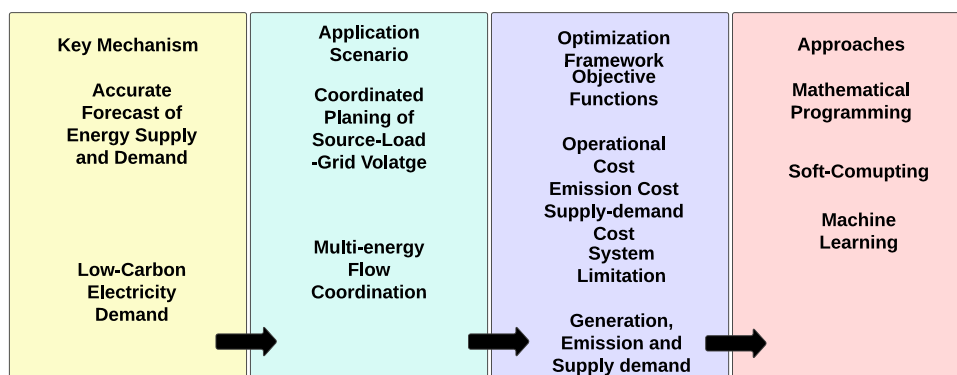 Key Mechanism
Accurate
Forecast of
Energy Supply
and Demand
Low-Carbon
Electricity
Demand
Application
Scenario
Coordinated
Planing of
Source-Load
-Grid Volatge
Multi-energy
Flow
Coordination
Optimization
Framework
Objective
Functions
Operational
Cost
Emission Cost
Supply-demand
Cost
System
Limitation
Generation,
Emission and
Supply demand
Approaches
Mathematical
Programming
Soft-Comupting
Machine
Learning